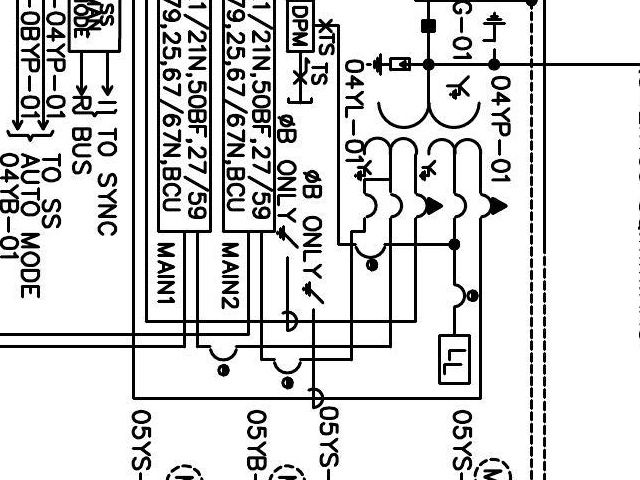 SS
MAN
ODE
DPM
XTS
TS
G-01
04YP-01
04YL-01
1/21N,50BF,27/59
79,25,67/67N,BCU
1/21N,50BF,27/59
79,25,67/67N,BCU
MAIN1
MAIN2
ØB ONLY
ØB ONLY
TO SYNC
BUS
I
R
-04YP-01
-0BYP-01
TO SS
AUTO MODE
04YB-01
LL
05YS-
05YB-
05YS-
05YS-
M